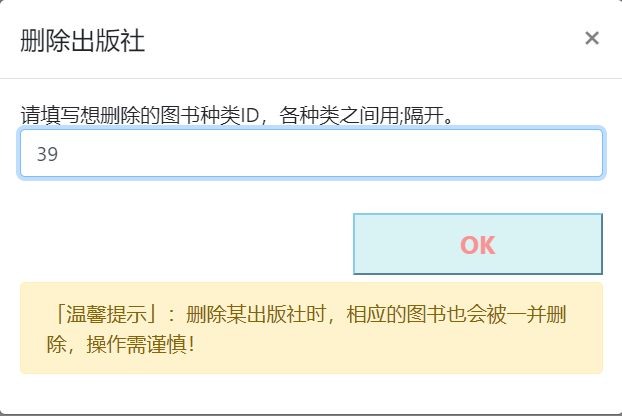 删除出版社
×
请填写想删除的图书种类ID，各种类之间用;隔开。
39
OK
「温馨提示」：删除某出版社时，相应的图书也会被一并删
除，操作需谨慎！